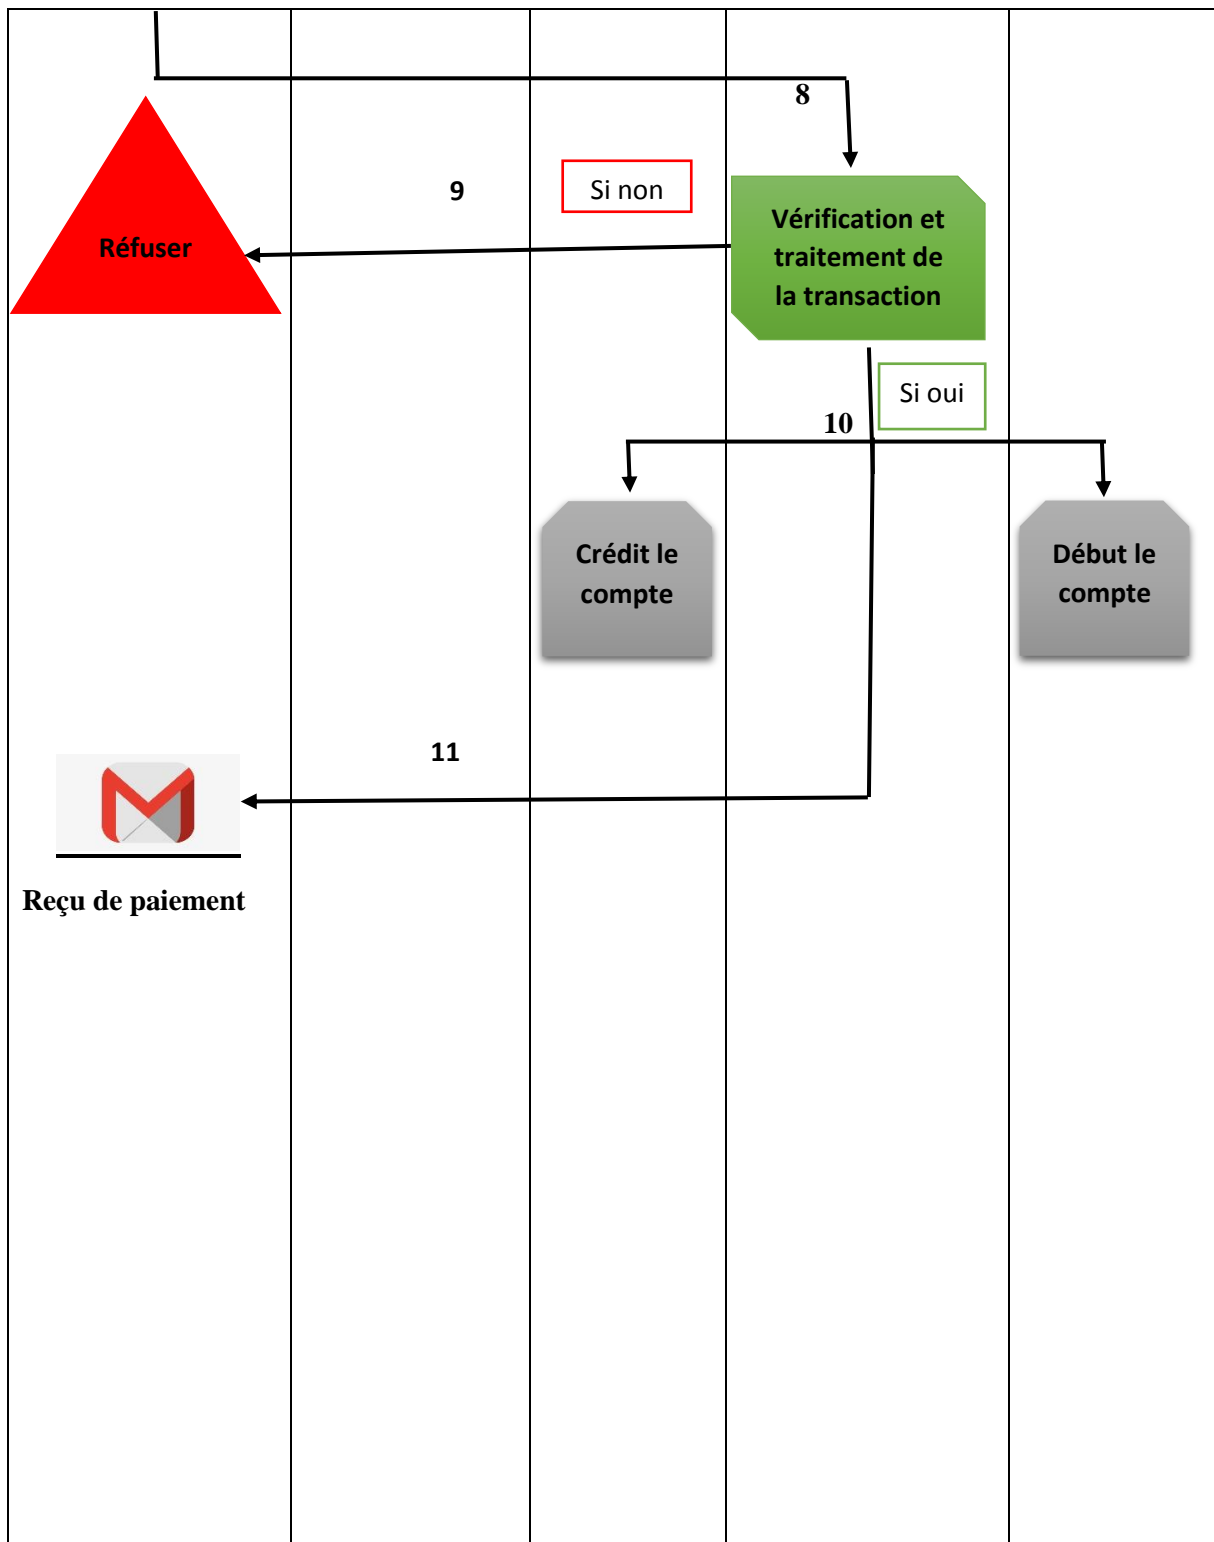 8
9
Si non
Vérification et
traitement de
la transaction
Réfuser
Si oui
10
Crédit le
compte
Début le
compte
11
Reçu de paiement